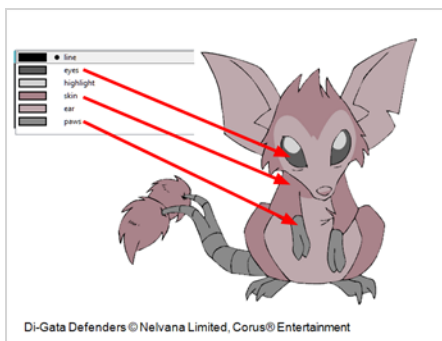 line
eyes
highlight
skin
ear
paws
Di-Gata Defenders © Nelvana Limited, Corus® Entertainment